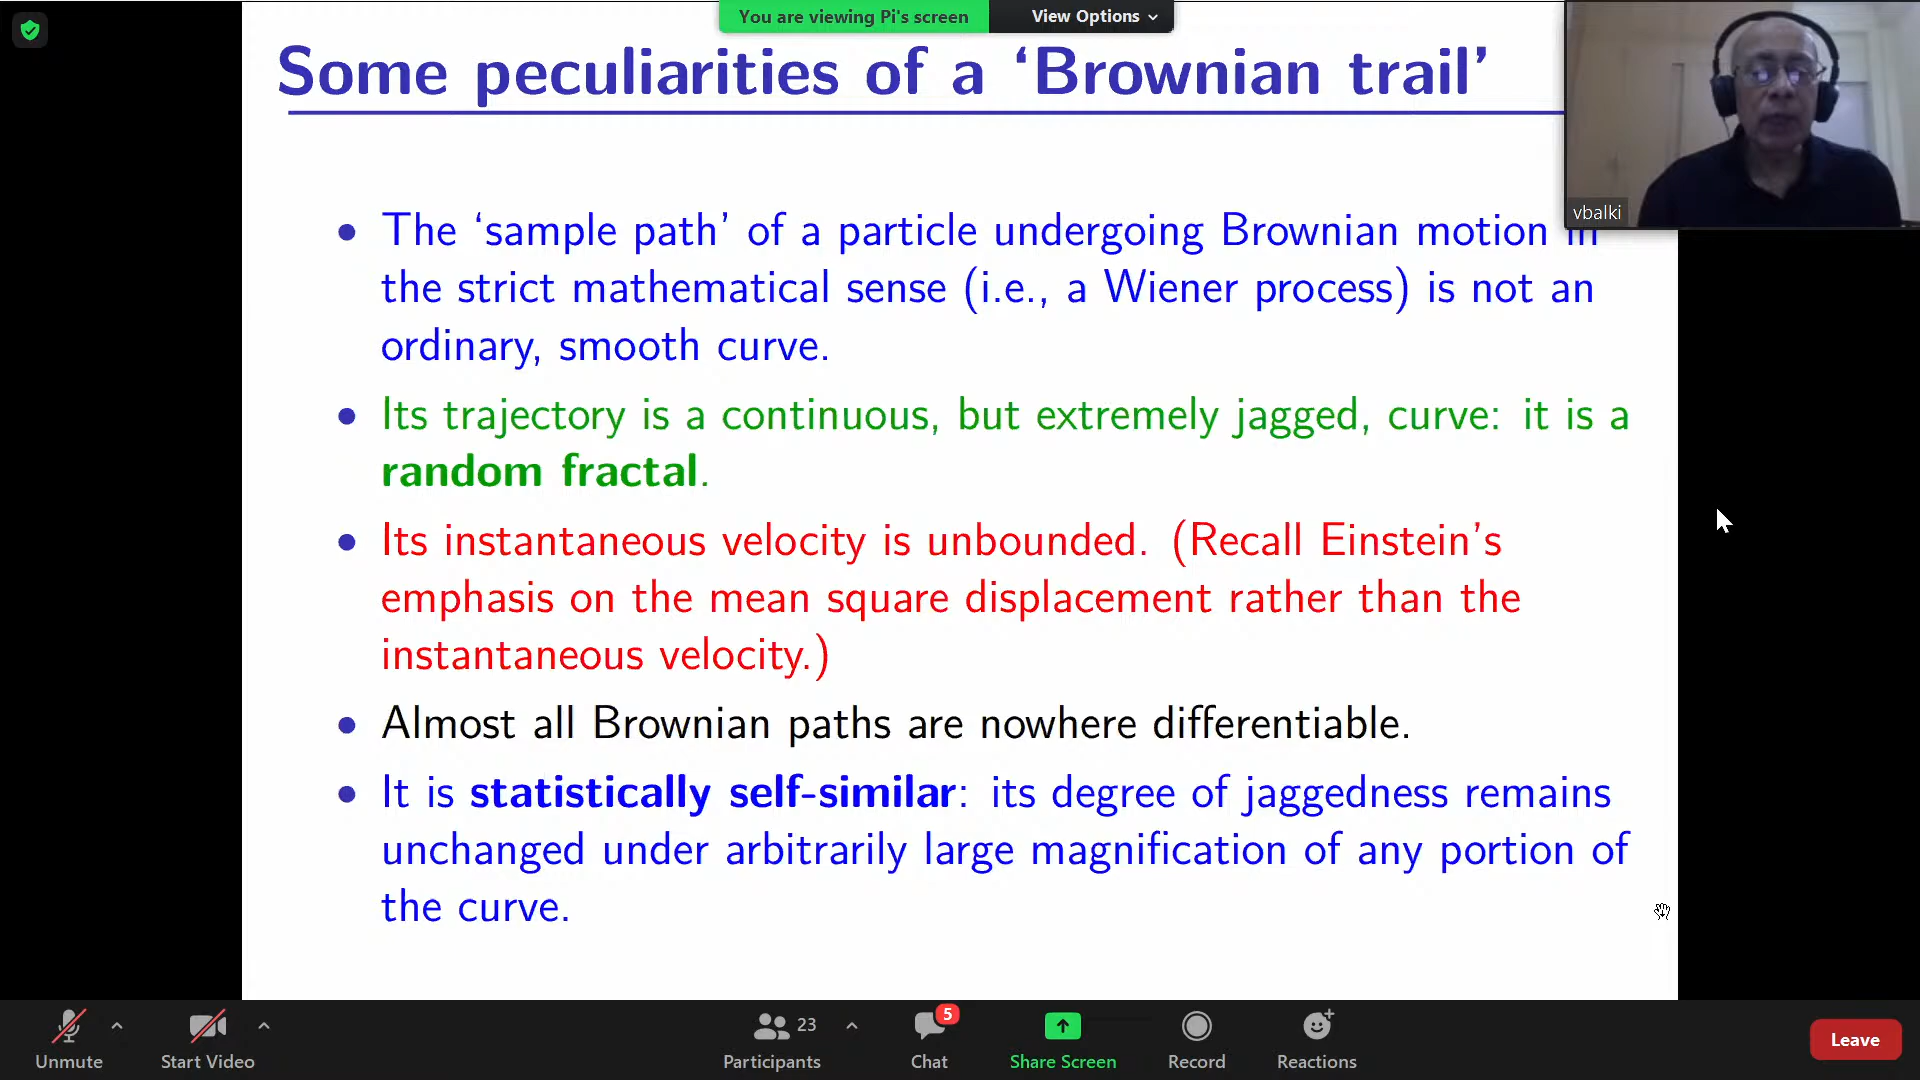 You are viewing Pi's screen View Options
Some peculiarities of a ‘Brownian trail’
vbalki
• The ‘sample path’ of a particle undergoing Brownian motion in
the strict mathematical sense (i.e., a Wiener process) is not an
ordinary, smooth curve.
• Its trajectory is a continuous, but extremely jagged, curve: it is a
random fractal.
• Its instantaneous velocity is unbounded. (Recall Einstein’s
emphasis on the mean square displacement rather than the
instantaneous velocity.)
• Almost all Brownian paths are nowhere differentiable.
• It is statistically self-similar: its degree of jaggedness remains
unchanged under arbitrarily large magnification of any portion of
the curve.
23 5
Unmute Start Video Participants Chat Share Screen Record Reactions Leave